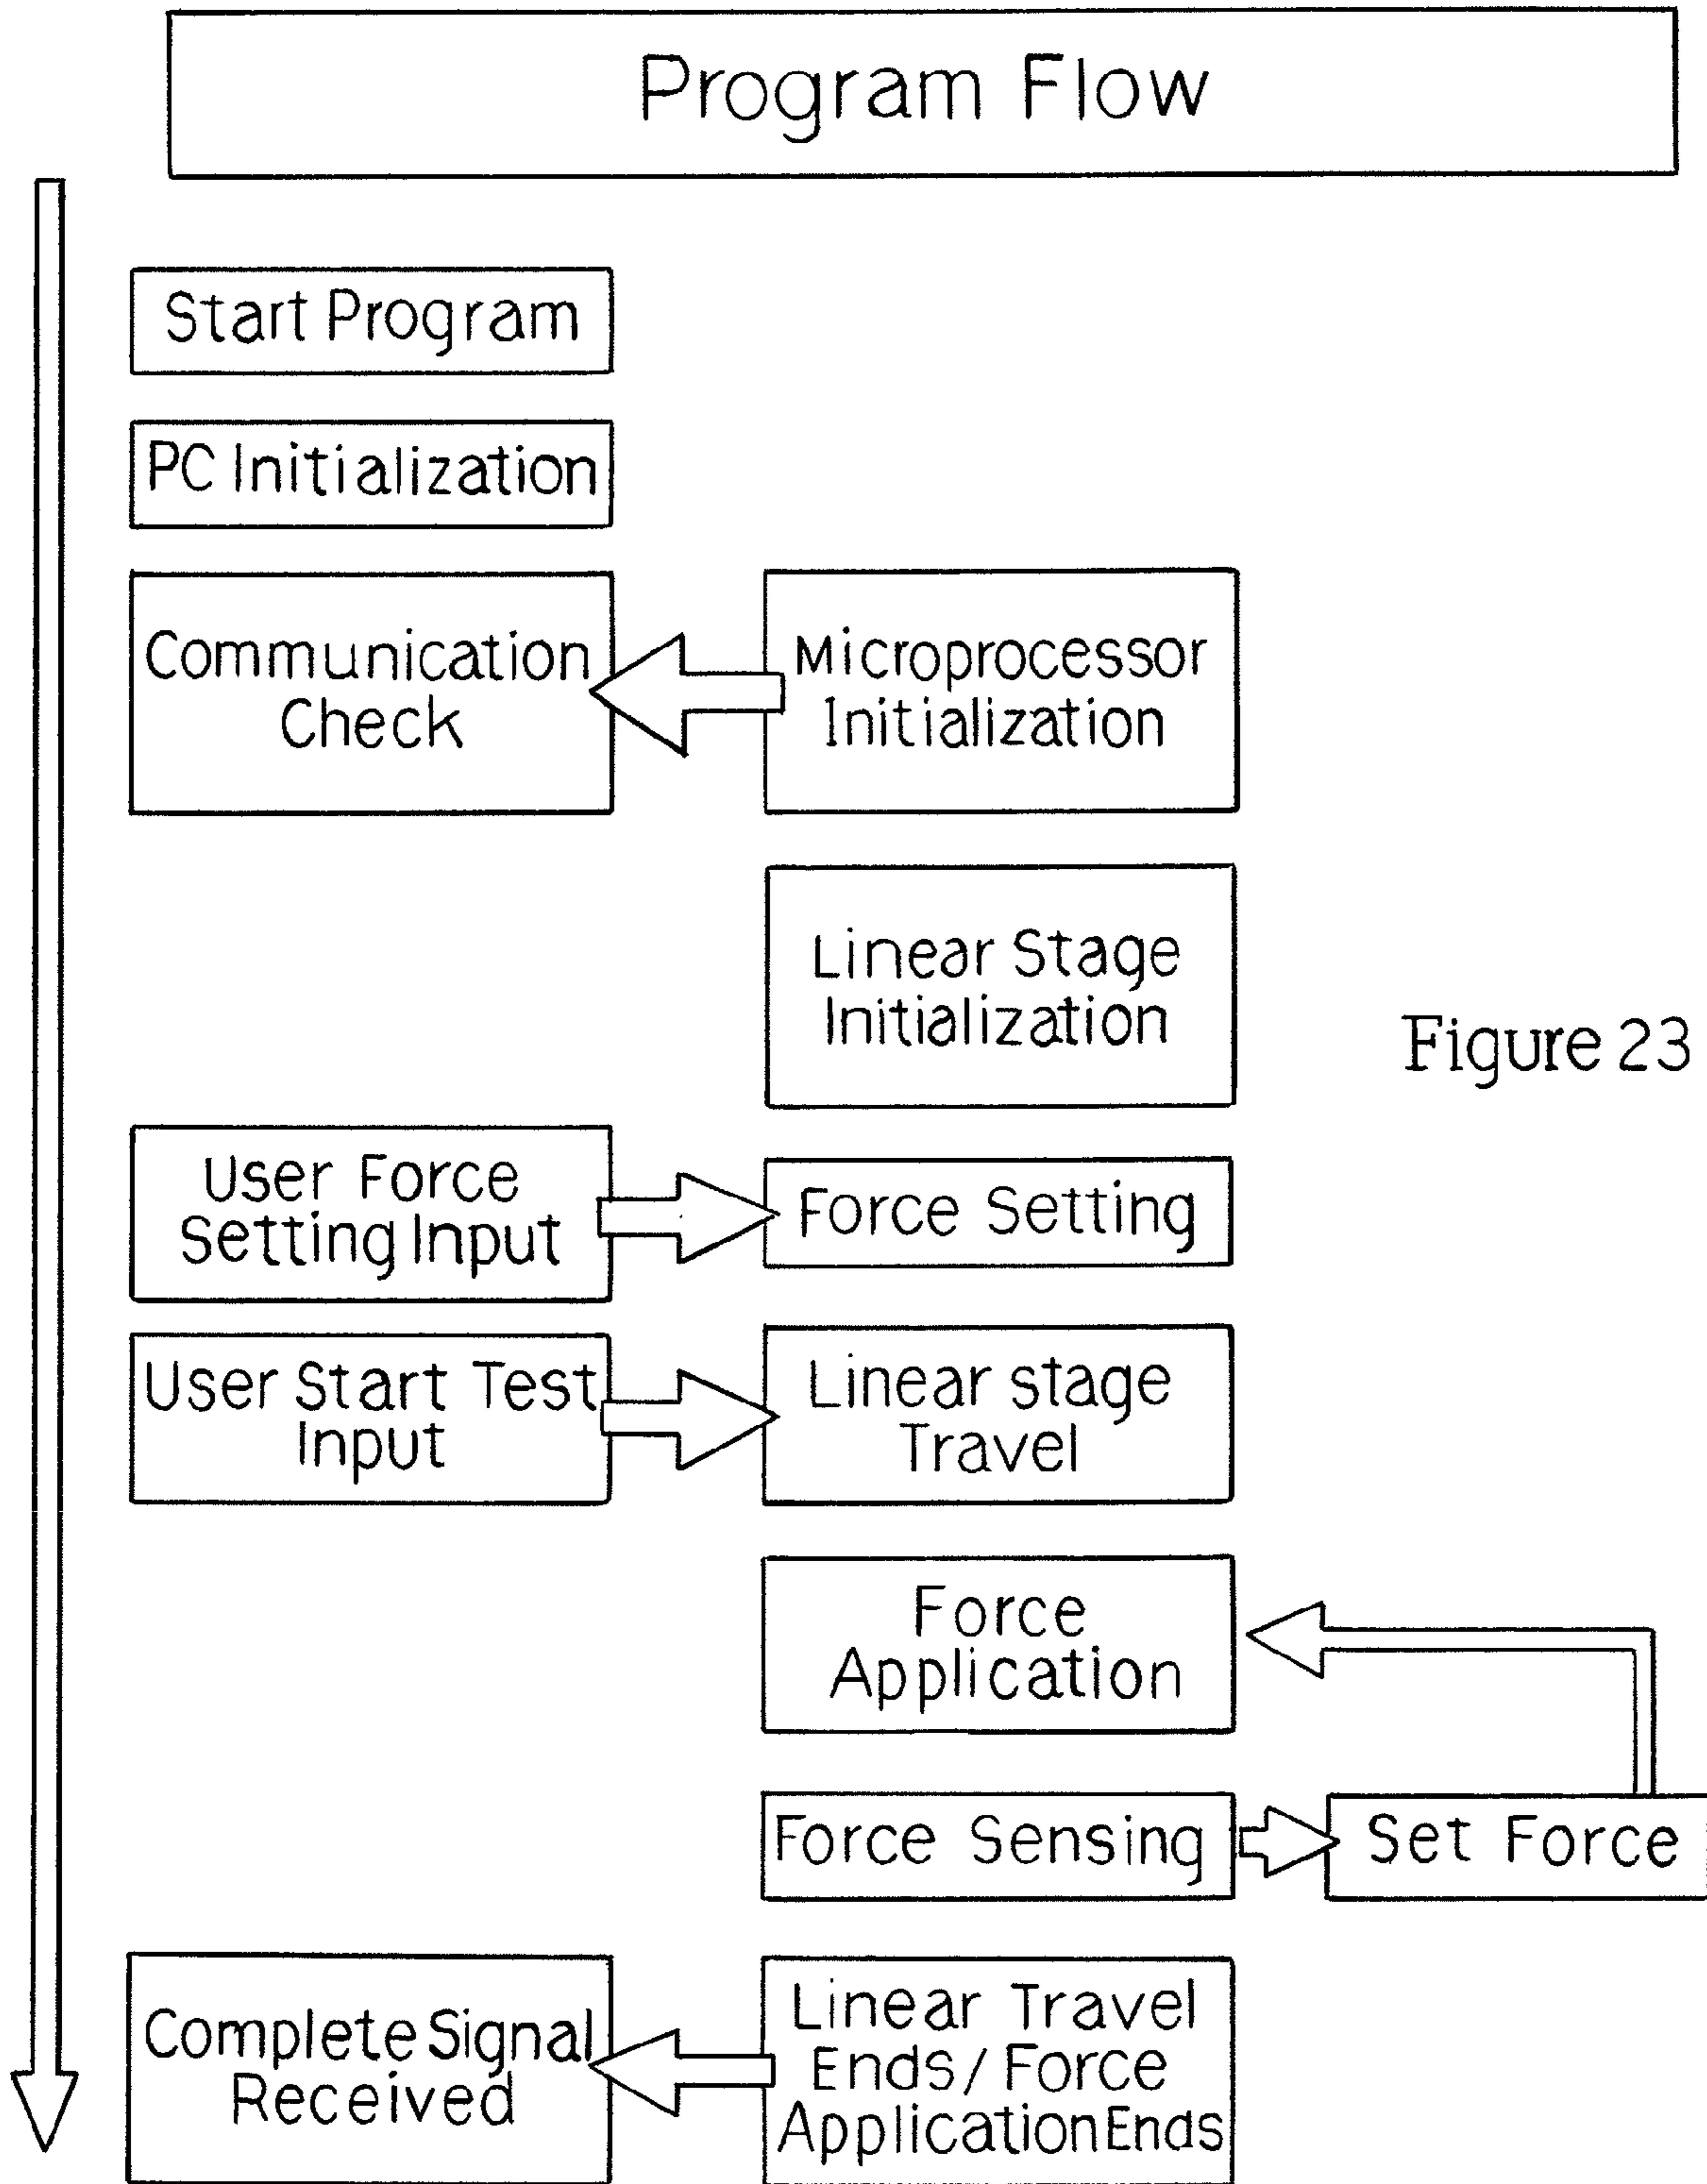 Program Flow
Start Program
PC Initialization
Communication
Check
Microprocessor
Initialization
Linear Stage
Initialization
Figure 23
User Force
Setting Input
Force Setting
User Start Test
Input
Linear stage
Travel
Force
Application
Force Sensing
Set Force
Complete Signal
Received
Linear Travel
Ends/Force
Application Ends